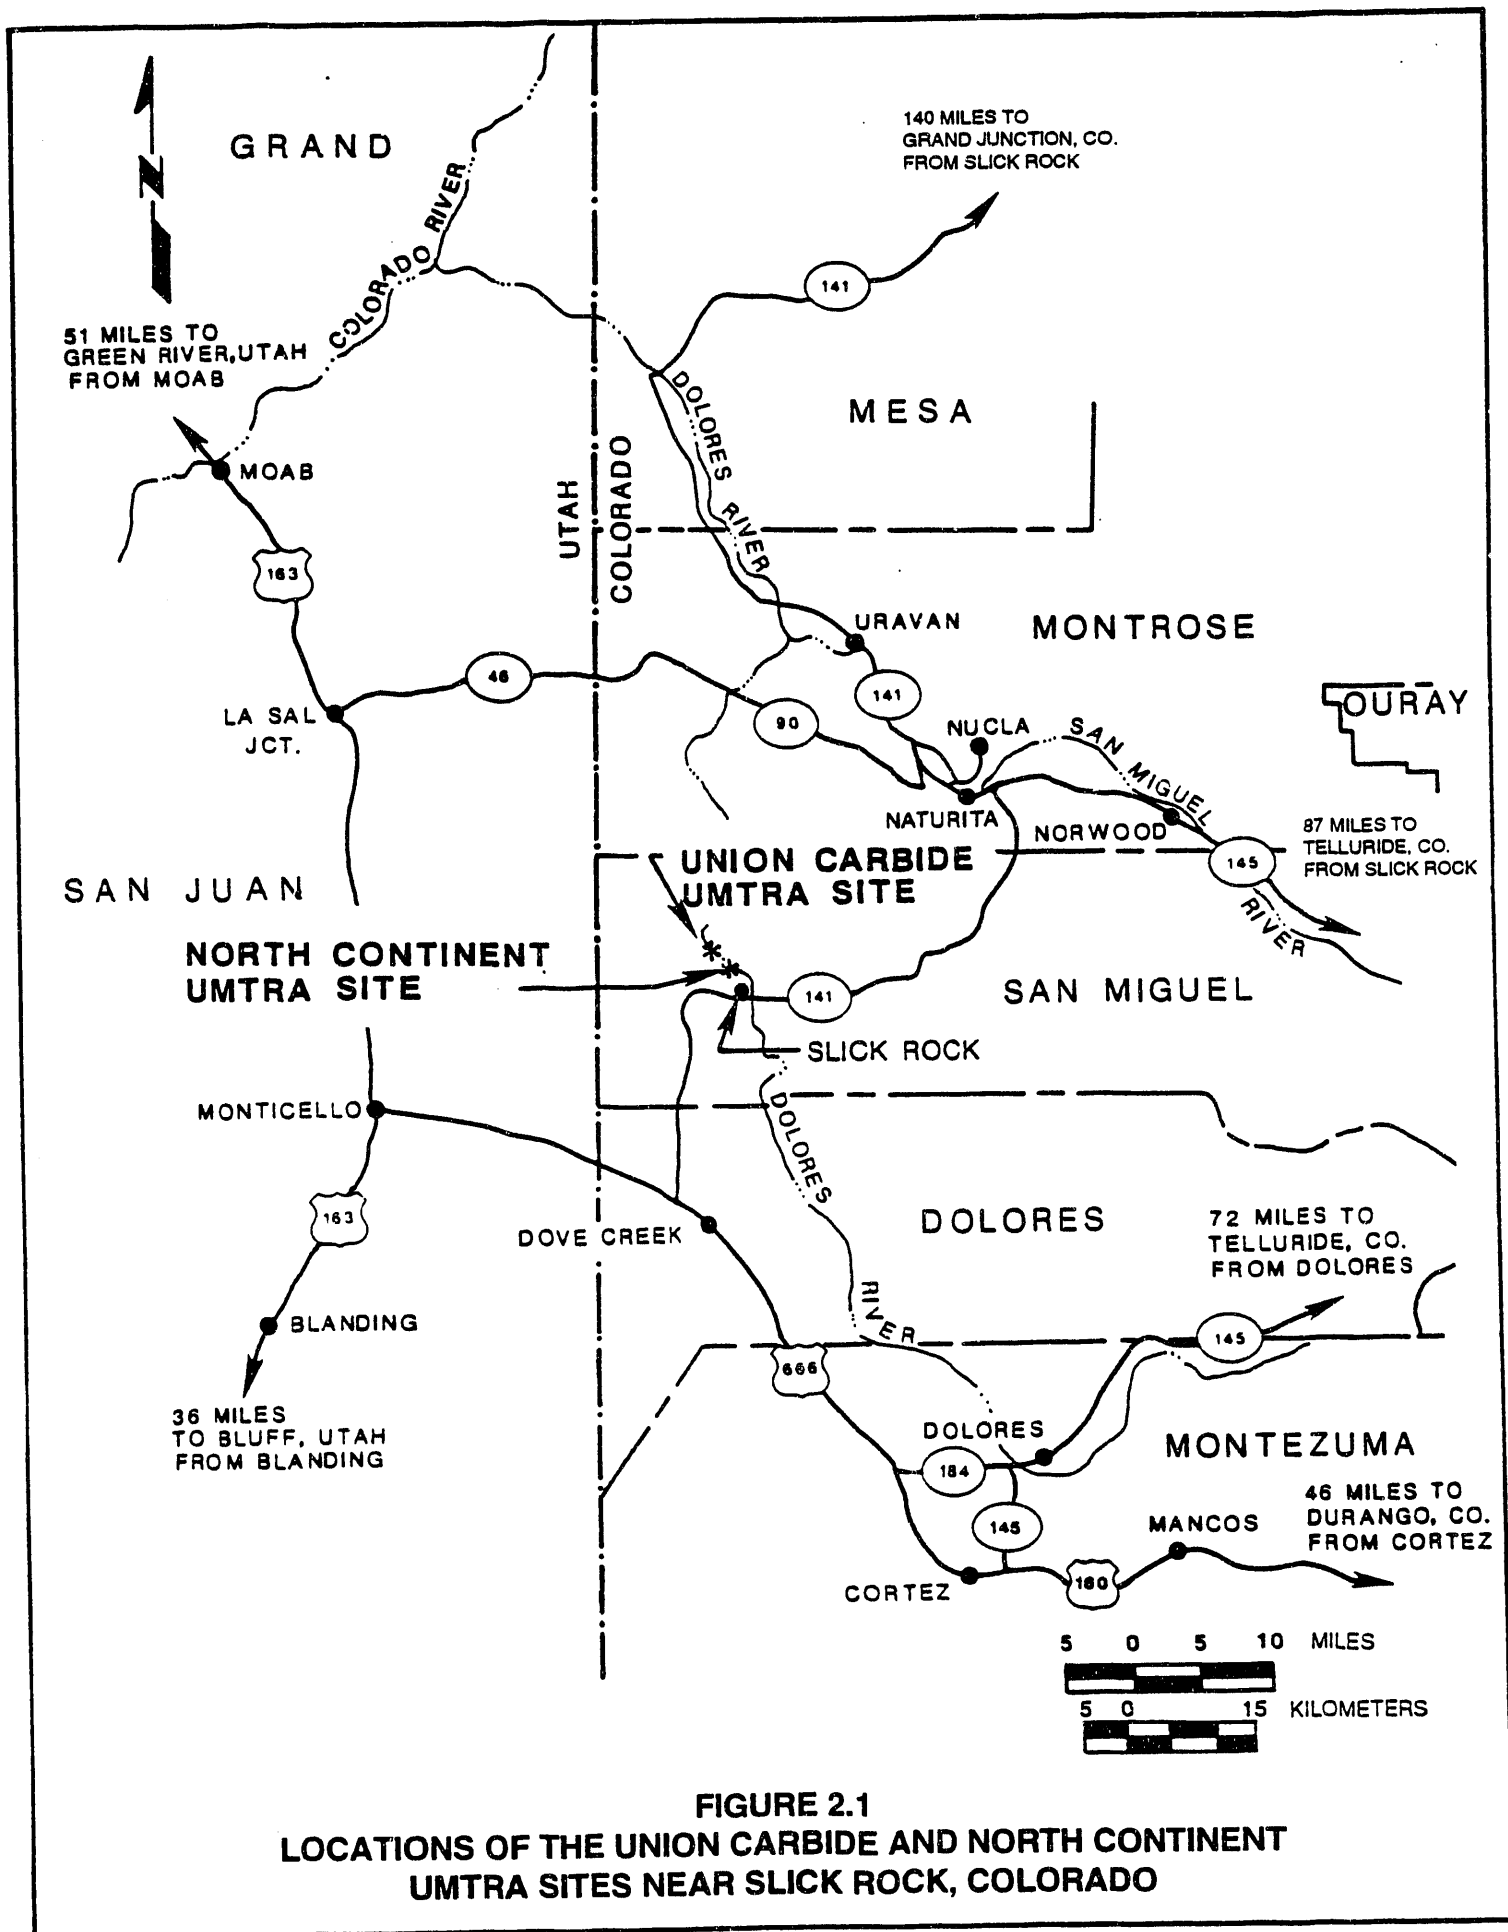 140 MILES TO
GRAND JUNCTION, CO.
FROM SLICK ROCK
GRAND
N
COLORADO RIVER
141
51 MILES TO
GREEN RIVER,UTAH
FROM MOAB
DOLORES RIVER
MESA
MOAB
UTAH
COLORADO
163
URAVAN
MONTROSE
46
141
OURAY
LA SAL
JCT.
90
NUCLA
SAN MIGUEL
RIVER
NATURITA
NORWOOD
87 MILES TO
TELLURIDE, CO.
FROM SLICK ROCK
145
UNION CARBIDE
UMTRA SITE
SAN JUAN
NORTH CONTINENT
UMTRA SITE
141
SAN MIGUEL
SLICK ROCK
MONTICELLO
DOLORES
RIVER
163
DOVE CREEK
DOLORES
72 MILES TO
TELLURIDE, CO.
FROM DOLORES
BLANDING
145
666
36 MILES
TO BLUFF, UTAH
FROM BLANDING
DOLORES
MONTEZUMA
184
46 MILES TO
DURANGO, CO.
FROM CORTEZ
145
MANCOS
CORTEZ
160
5 0 5 10 MILES
5 0 15 KILOMETERS
FIGURE 2.1
LOCATIONS OF THE UNION CARBIDE AND NORTH CONTINENT
UMTRA SITES NEAR SLICK ROCK, COLORADO